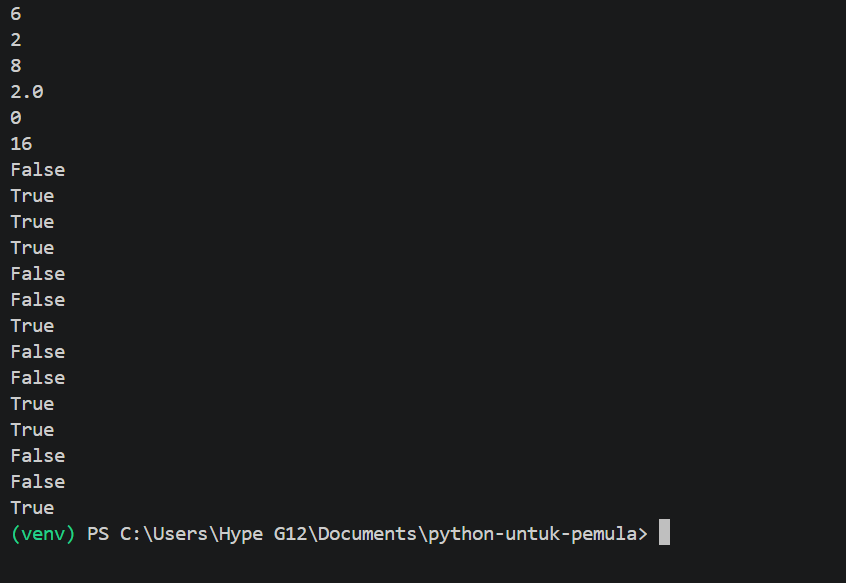 6
2
8
2.0
0
16
False
True
True
True
False
False
True
False
False
True
True
False
False
True
(venv) PS C:\Users\Hype G12\Documents\python-untuk-pemula>